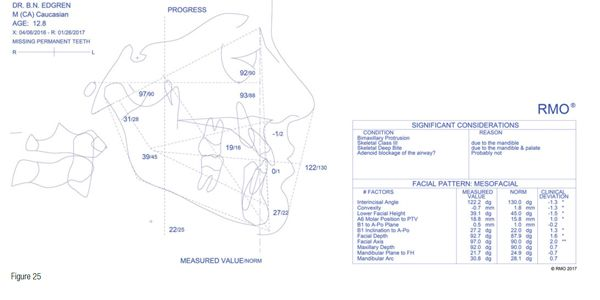 DR. B.N. EDGREN
M (CA) Caucasian
AGE: 12.8
X: 04/06/2016 - R: 01/26/2017
MISSING PERMANENT TEETH
R L
PROGRESS
92/90
97/90
93/88
31/28
-1/2
19/16
39/45
0/1
122/130
27/22
22/25
MEASURED VALUE/NORM
Figure 25
RMO®
SIGNIFICANT CONSIDERATIONS
CONDITION REASON
Bimaxillary Protrusion
Skeletal Class III due to the mandible
Skeletal Deep Bite due to the mandible & palate
Adenoid blockage of the airway? Probably not
FACIAL PATTERN: MESOFACIAL
# FACTORS MEASURED VALUE NORM CLINICAL DEVIATION
Interincisal Angle 122.2 dg 130.0 dg -1.3 *
Convexity -0.7 mm 1.8 mm -1.3 *
Lower Facial Height 39.1 dg 45.0 dg -1.5 *
A6 Molar Position to PTV 18.8 mm 15.8 mm 1.0 *
B1 to A-Po Plane 0.5 mm 1.0 mm -0.2
B1 Inclination to A-Po 27.2 dg 22.0 dg 1.3 *
Facial Depth 92.7 dg 87.9 dg 1.6 *
Facial Axis 97.0 dg 90.0 dg 2.0 **
Maxillary Depth 92.0 dg 90.0 dg 0.7
Mandibular Plane to FH 21.7 dg 24.9 dg -0.7
Mandibular Arc 30.8 dg 28.1 dg 0.7
© RMO 2017